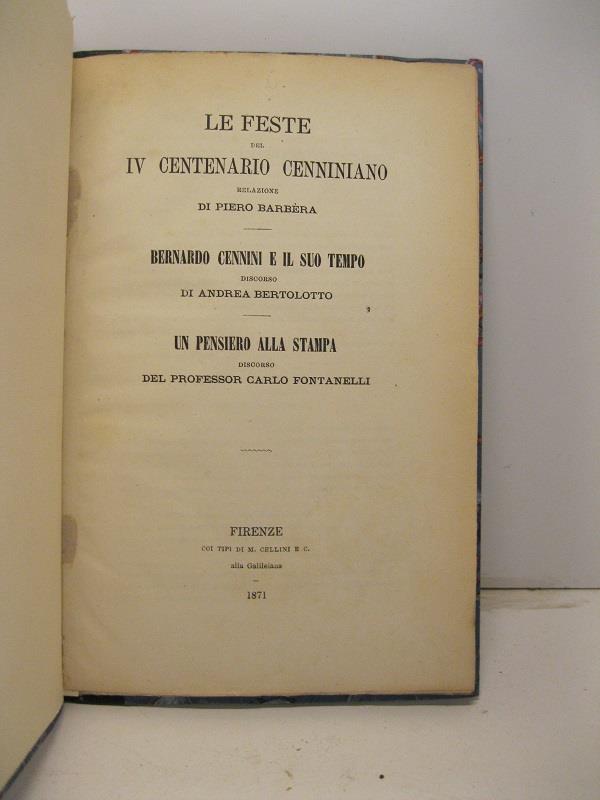 LE FESTE
DEL
IV CENTENARIO CENNINIANO
RELAZIONE
DI PIERO BARBÈRA
BERNARDO CENNINI E IL SUO TEMPO
DISCORSO
DI ANDREA BERTOLOTTO
UN PENSIERO ALLA STAMPA
DISCORSO
DEL PROFESSOR CARLO FONTANELLI
FIRENZE
COI TIPI DI M. CELLINI E C.
alla Galileiana
1871